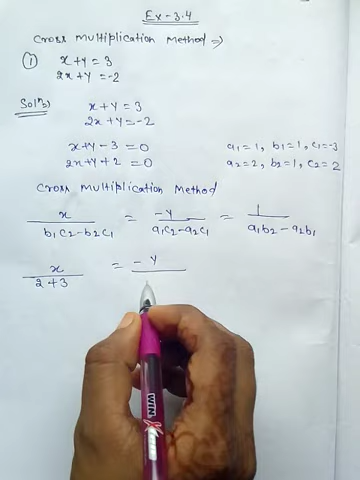 Ex-3.4
Cross Multiplication Method ⇒
① x+y = 3
2x+y = -2
Solⁿ⇒ x+y = 3
2x+y = -2
x+y-3 = 0 a₁=1, b₁=1, c₁=-3
2x+y+2 = 0 a₂=2, b₂=1, c₂=2
Cross Multiplication Method
x/(b₁c₂-b₂c₁) = -y/(a₁c₂-a₂c₁) = 1/(a₁b₂-a₂b₁)
x/(2+3) = -y/
WIN